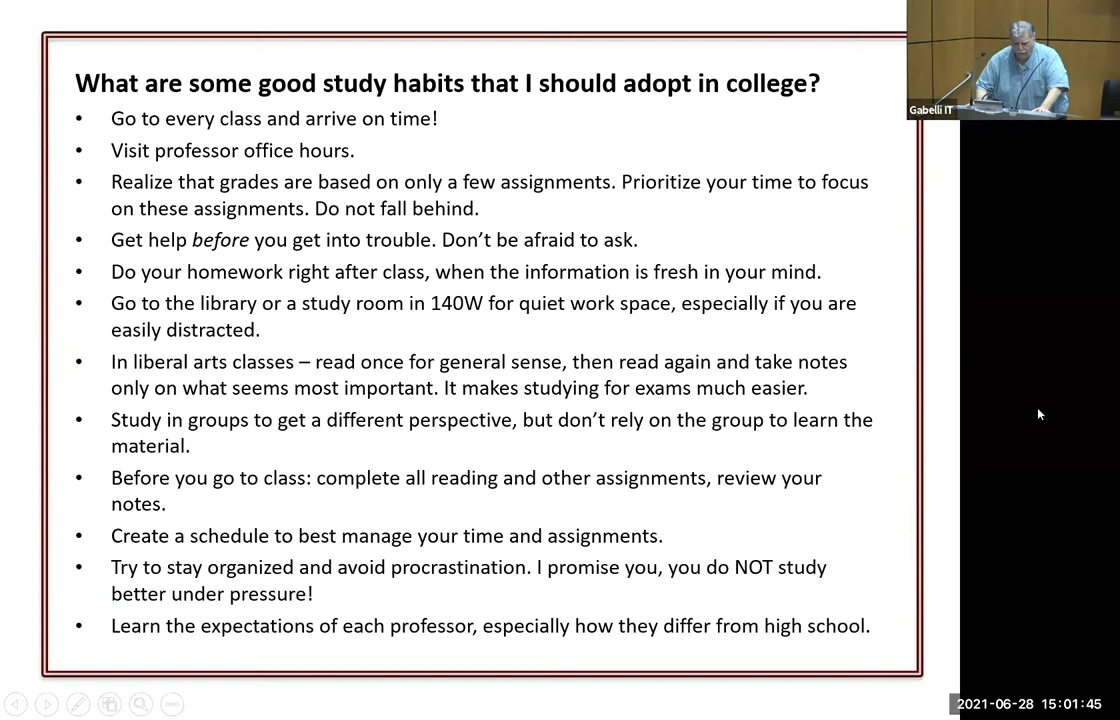 What are some good study habits that I should adopt in college?
• Go to every class and arrive on time!
• Visit professor office hours.
• Realize that grades are based on only a few assignments. Prioritize your time to focus
on these assignments. Do not fall behind.
• Get help before you get into trouble. Don’t be afraid to ask.
• Do your homework right after class, when the information is fresh in your mind.
• Go to the library or a study room in 140W for quiet work space, especially if you are
easily distracted.
• In liberal arts classes – read once for general sense, then read again and take notes
only on what seems most important. It makes studying for exams much easier.
• Study in groups to get a different perspective, but don’t rely on the group to learn the
material.
• Before you go to class: complete all reading and other assignments, review your
notes.
• Create a schedule to best manage your time and assignments.
• Try to stay organized and avoid procrastination. I promise you, you do NOT study
better under pressure!
• Learn the expectations of each professor, especially how they differ from high school.
Gabelli IT
2021-06-28 15:01:45